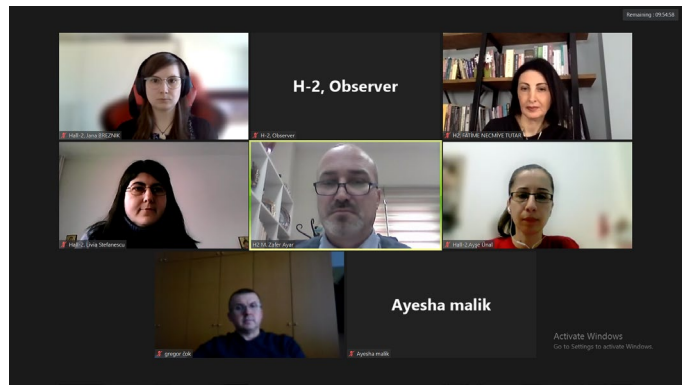 Remaining : 09:54:58
H-2, Observer
Hall-2, Jana BREZNIK
H-2, Observer
H2, FATIME NECMIYE TUTAR
Hall-2, Livia Stefanescu
H2 M. Zafer Ayar
Hall-2,Ayşe Ünal
Ayesha malik
gregor čok
Ayesha malik
Activate Windows
Go to Settings to activate Windows.